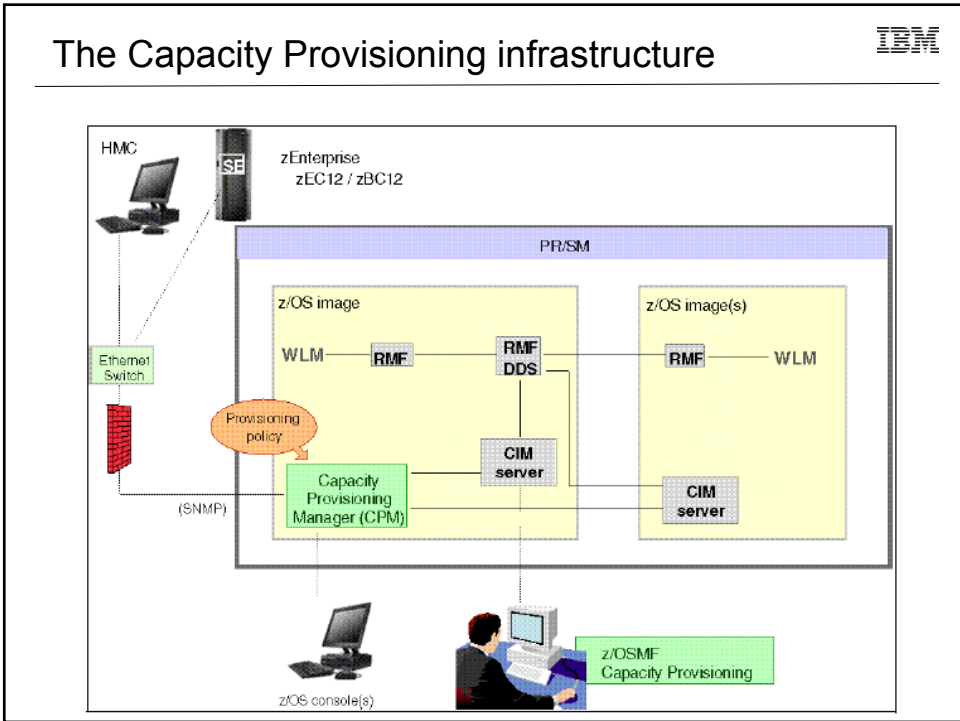 The Capacity Provisioning infrastructure
IBM
HMC
SE
zEnterprise
zEC12 / zBC12
PR/SM
z/OS image
z/OS image(s)
WLM
RMF
RMF
DDS
RMF
WLM
Ethernet
Switch
Provisioning
policy
CIM
server
Capacity
Provisioning
Manager (CPM)
CIM
server
(SNMP)
z/OSMF
Capacity Provisioning
z/OS console(s)